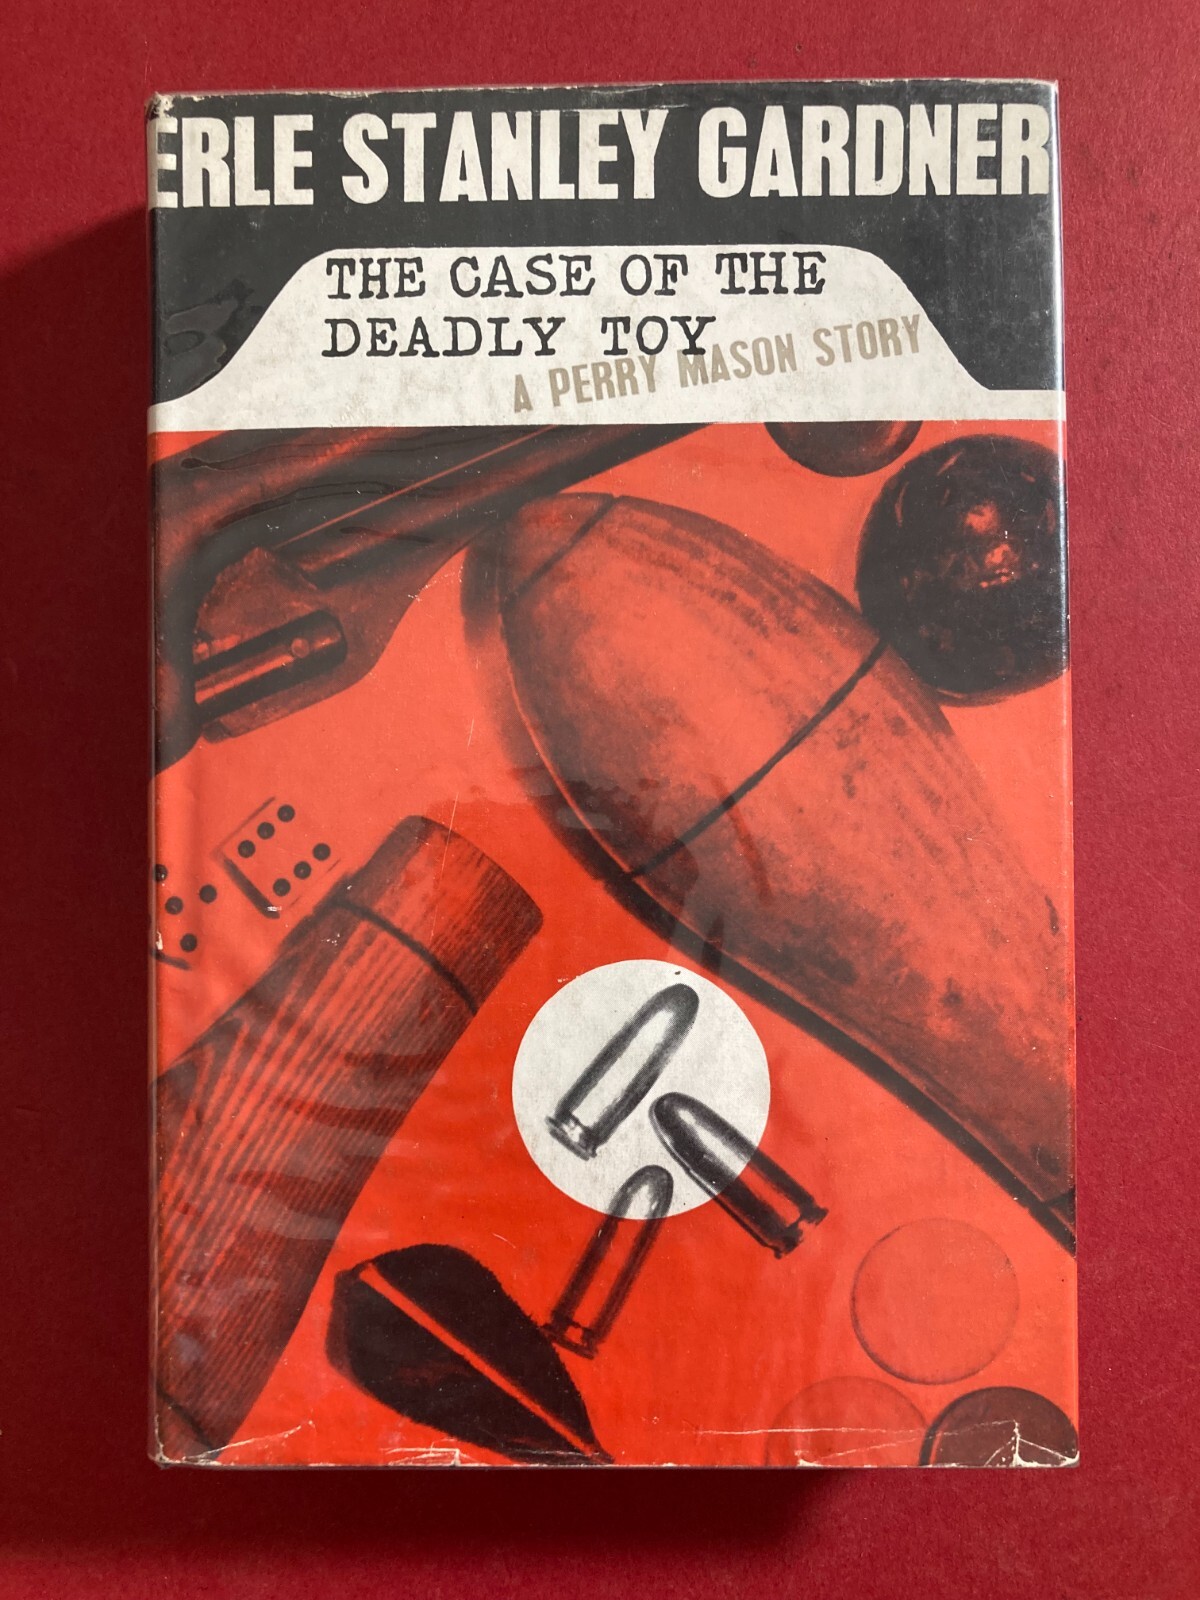 ERLE STANLEY GARDNER
THE CASE OF THE
DEADLY TOY
A PERRY MASON STORY